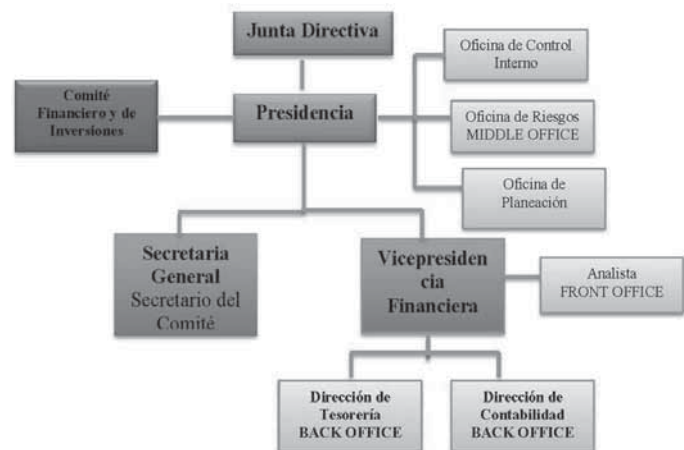 Junta Directiva
Oficina de Control
Interno
Comité
Financiero y de
Inversiones
Presidencia
Oficina de Riesgos
MIDDLE OFFICE
Oficina de
Planeación
Secretaria
General
Secretario del
Comité
Vicepresiden
cia
Financiera
Analista
FRONT OFFICE
Dirección de
Tesorería
BACK OFFICE
Dirección de
Contabilidad
BACK OFFICE